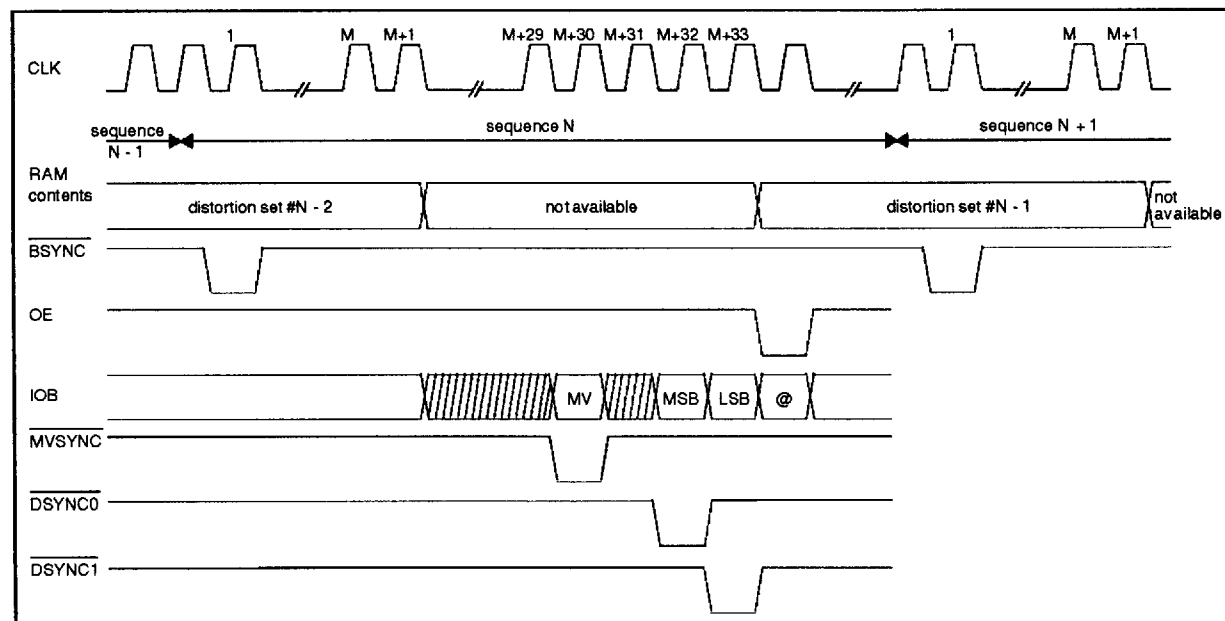 1 M M+1 M+29 M+30 M+31 M+32 M+33 1 M M+1
CLK
sequence N - 1
sequence N
sequence N + 1
RAM contents
distortion set #N - 2
not available
distortion set #N - 1
not available
BSYNC
OE
IOB
MV
MSB
LSB
@
MVSYNC
DSYNC0
DSYNC1